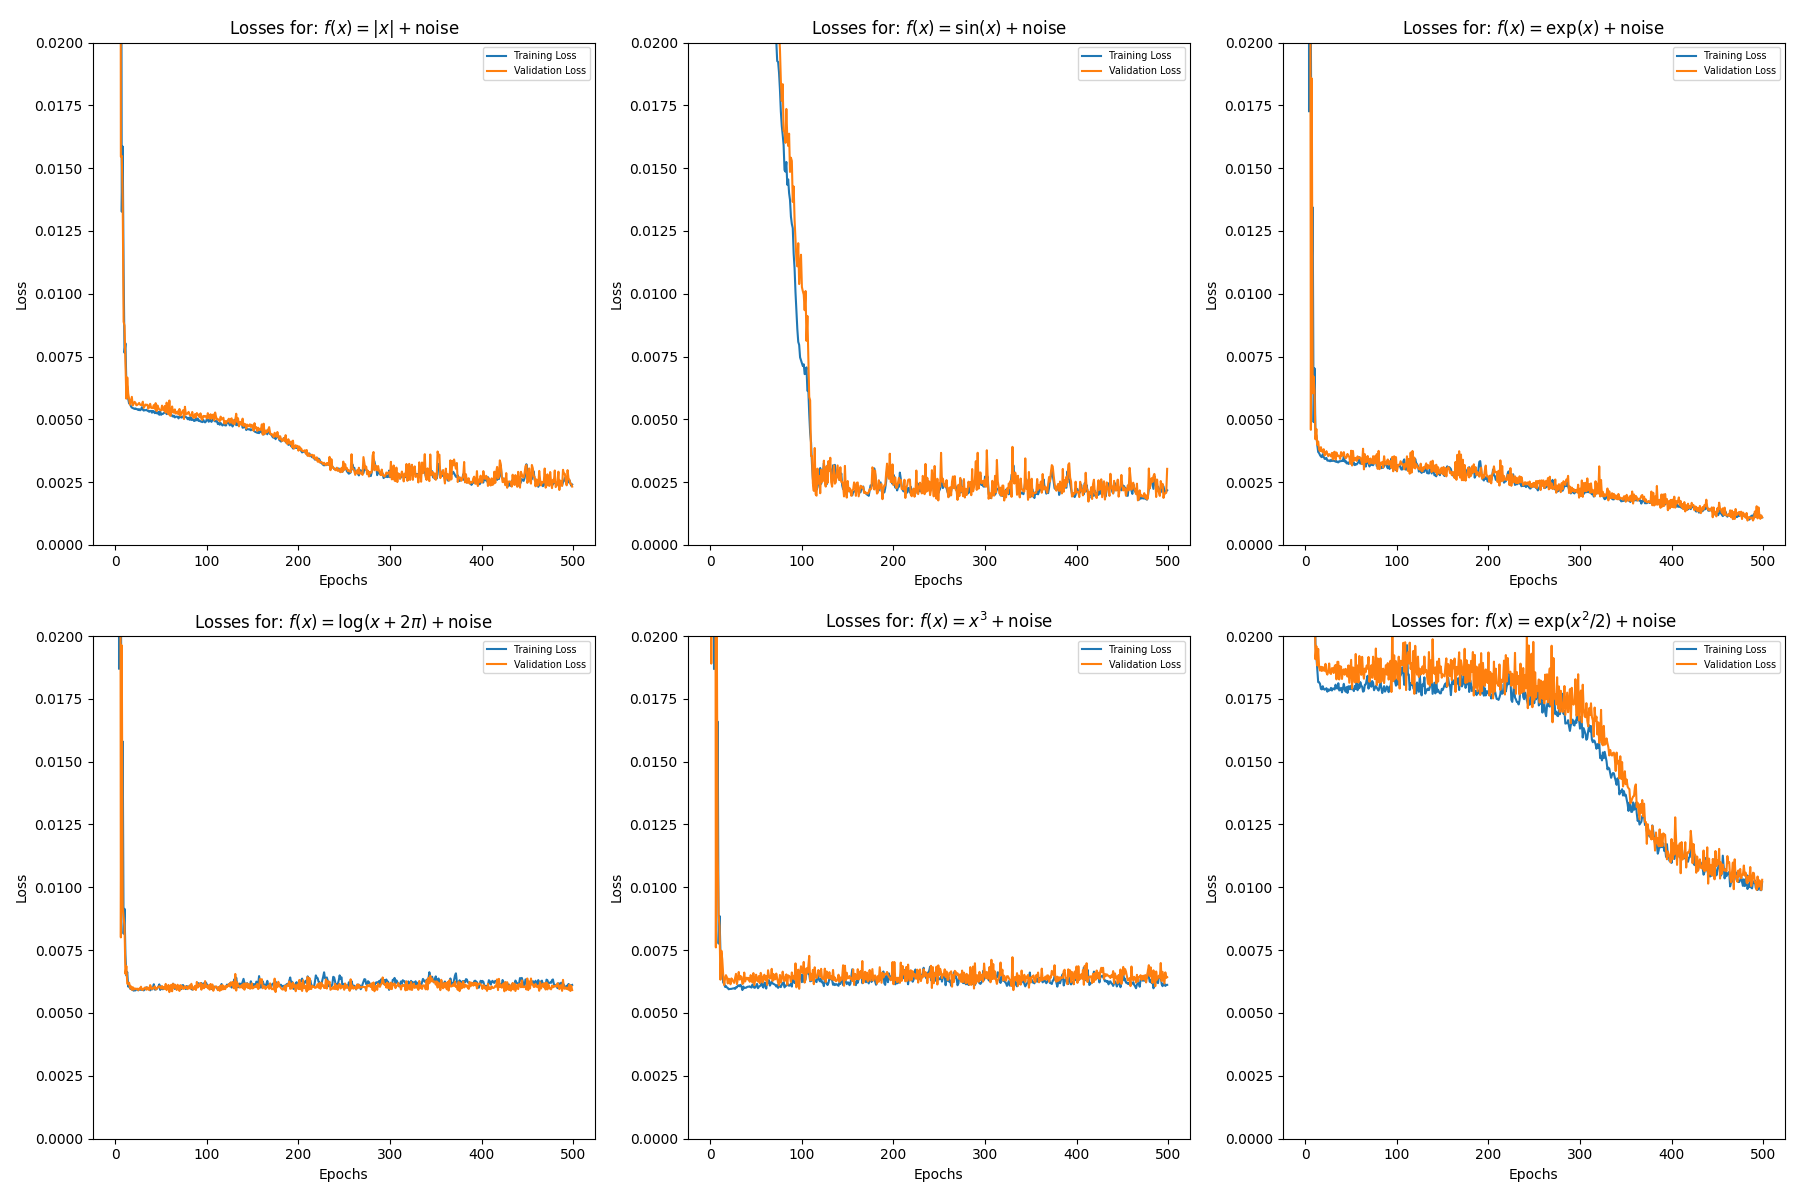 Losses for: f(x) = |x| + noise
0.0200
0.0175
0.0150
0.0125
0.0100
0.0075
0.0050
0.0025
0.0000
Loss
0 100 200 300 400 500
Epochs
Training Loss
Validation Loss
Losses for: f(x) = sin(x) + noise
0.0200
0.0175
0.0150
0.0125
0.0100
0.0075
0.0050
0.0025
0.0000
Loss
0 100 200 300 400 500
Epochs
Training Loss
Validation Loss
Losses for: f(x) = exp(x) + noise
0.0200
0.0175
0.0150
0.0125
0.0100
0.0075
0.0050
0.0025
0.0000
Loss
0 100 200 300 400 500
Epochs
Training Loss
Validation Loss
Losses for: f(x) = log(x + 2π) + noise
0.0200
0.0175
0.0150
0.0125
0.0100
0.0075
0.0050
0.0025
0.0000
Loss
0 100 200 300 400 500
Epochs
Training Loss
Validation Loss
Losses for: f(x) = x³ + noise
0.0200
0.0175
0.0150
0.0125
0.0100
0.0075
0.0050
0.0025
0.0000
Loss
0 100 200 300 400 500
Epochs
Training Loss
Validation Loss
Losses for: f(x) = exp(x²/2) + noise
0.0200
0.0175
0.0150
0.0125
0.0100
0.0075
0.0050
0.0025
0.0000
Loss
0 100 200 300 400 500
Epochs
Training Loss
Validation Loss